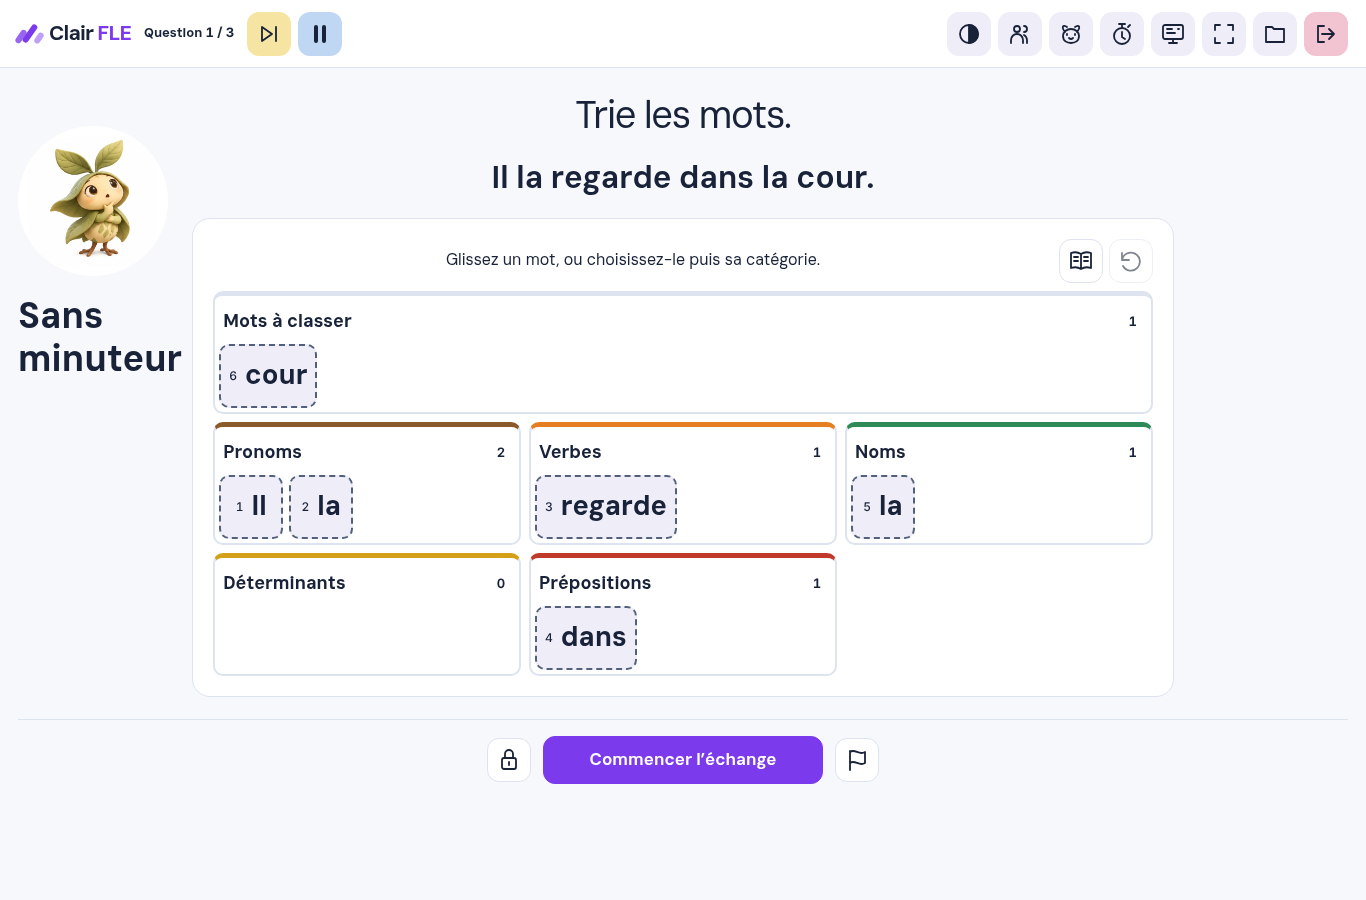 Clair FLE Question 1 / 3
Trie les mots.
Il la regarde dans la cour.
Sans
minuteur
Glissez un mot, ou choisissez-le puis sa catégorie.
Mots à classer 1
6 cour
Pronoms 2
1 Il 2 la
Verbes 1
3 regarde
Noms 1
5 la
Déterminants 0
Prépositions 1
4 dans
Commencer l’échange